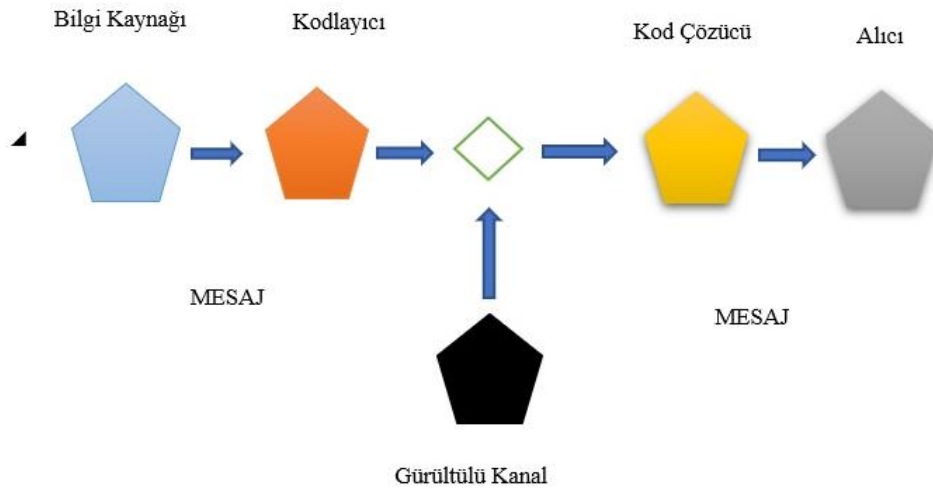 Bilgi Kaynağı
Kodlayıcı
Kod Çözücü
Alıcı
MESAJ
MESAJ
Gürültülü Kanal